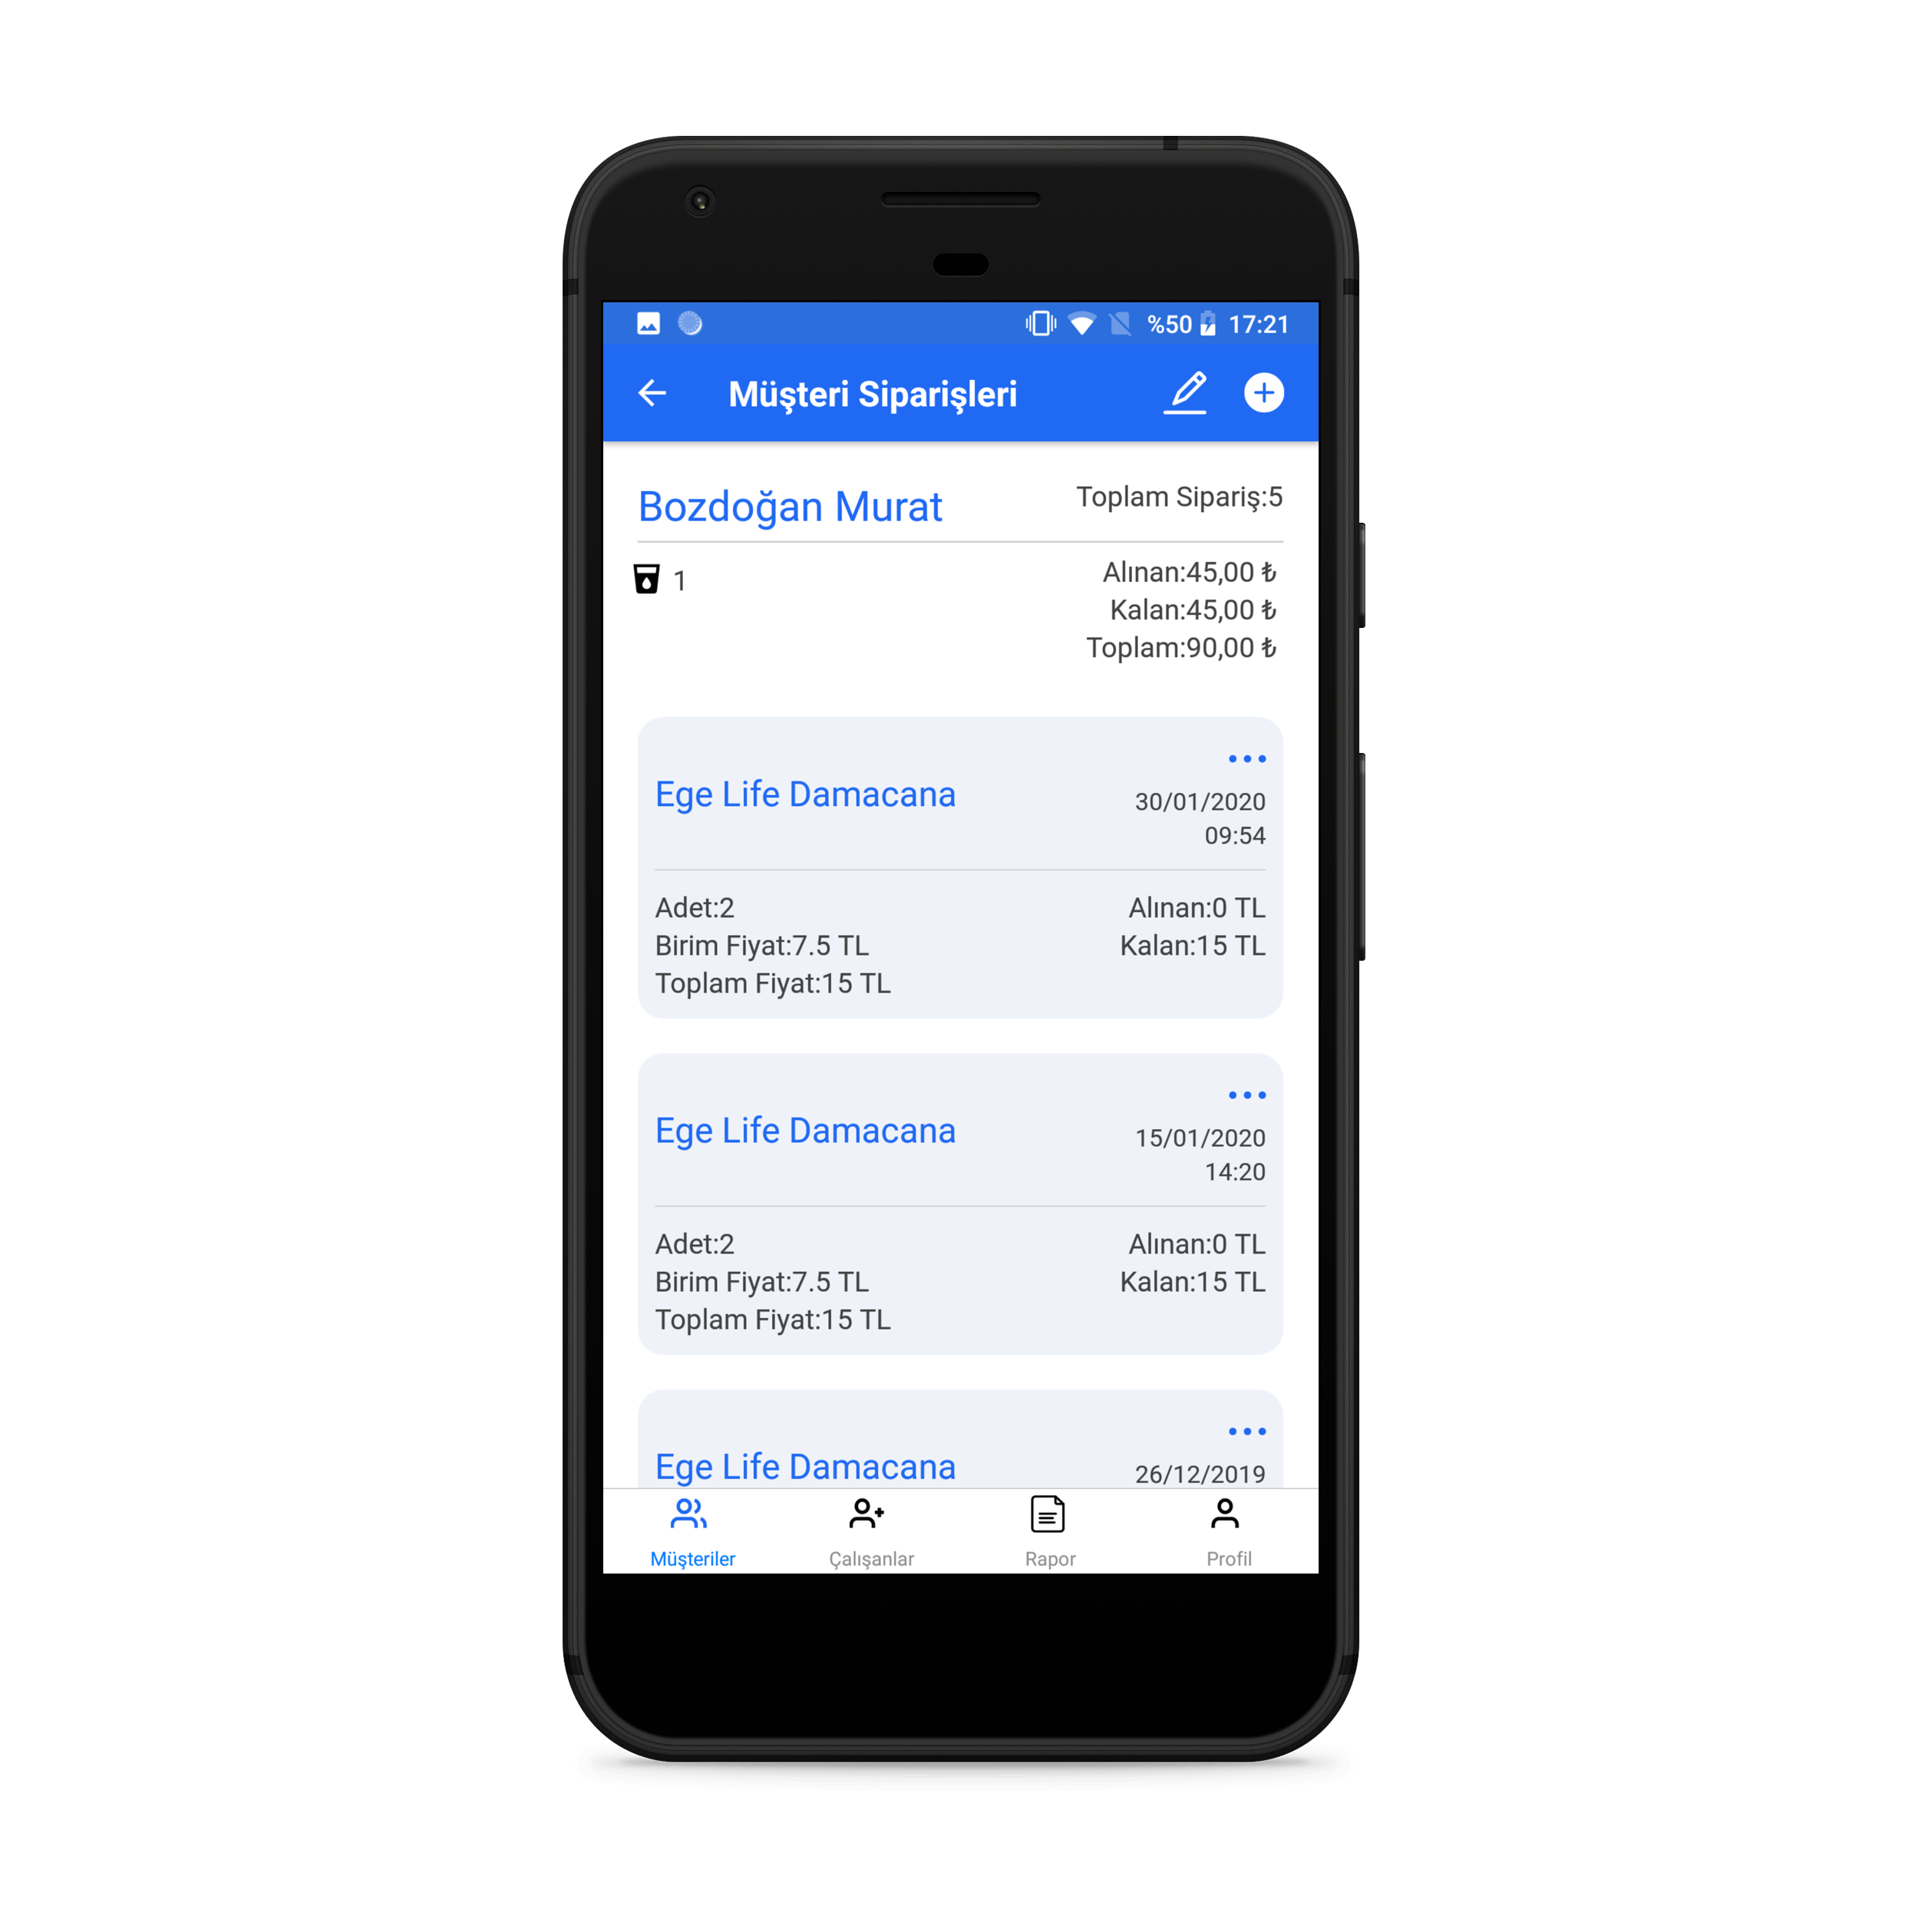 %50 17:21
Müşteri Siparişleri
Bozdoğan Murat
Toplam Sipariş:5
1
Alınan:45,00 ₺
Kalan:45,00 ₺
Toplam:90,00 ₺
Ege Life Damacana
30/01/2020
09:54
Adet:2
Birim Fiyat:7.5 TL
Toplam Fiyat:15 TL
Alınan:0 TL
Kalan:15 TL
Ege Life Damacana
15/01/2020
14:20
Adet:2
Birim Fiyat:7.5 TL
Toplam Fiyat:15 TL
Alınan:0 TL
Kalan:15 TL
Ege Life Damacana
26/12/2019
Müşteriler
Çalışanlar
Rapor
Profil